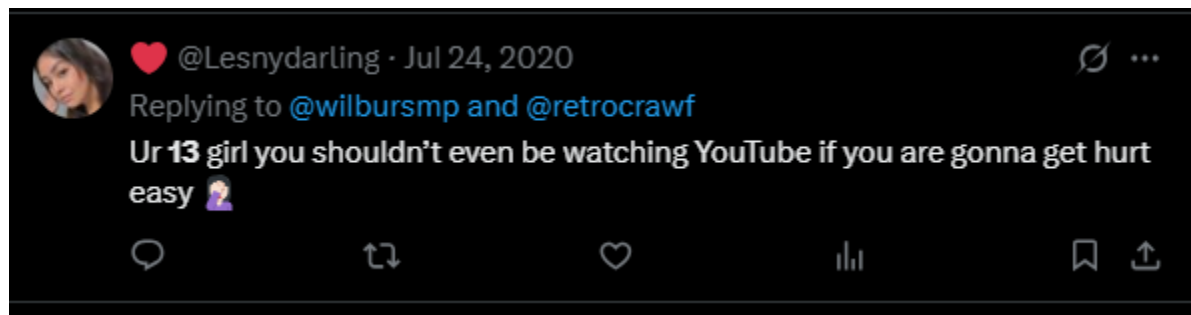 ❤️ @Lesnydarling · Jul 24, 2020
Replying to @wilbursmp and @retrocrawf
Ur 13 girl you shouldn’t even be watching YouTube if you are gonna get hurt
easy 🤦🏻‍♀️